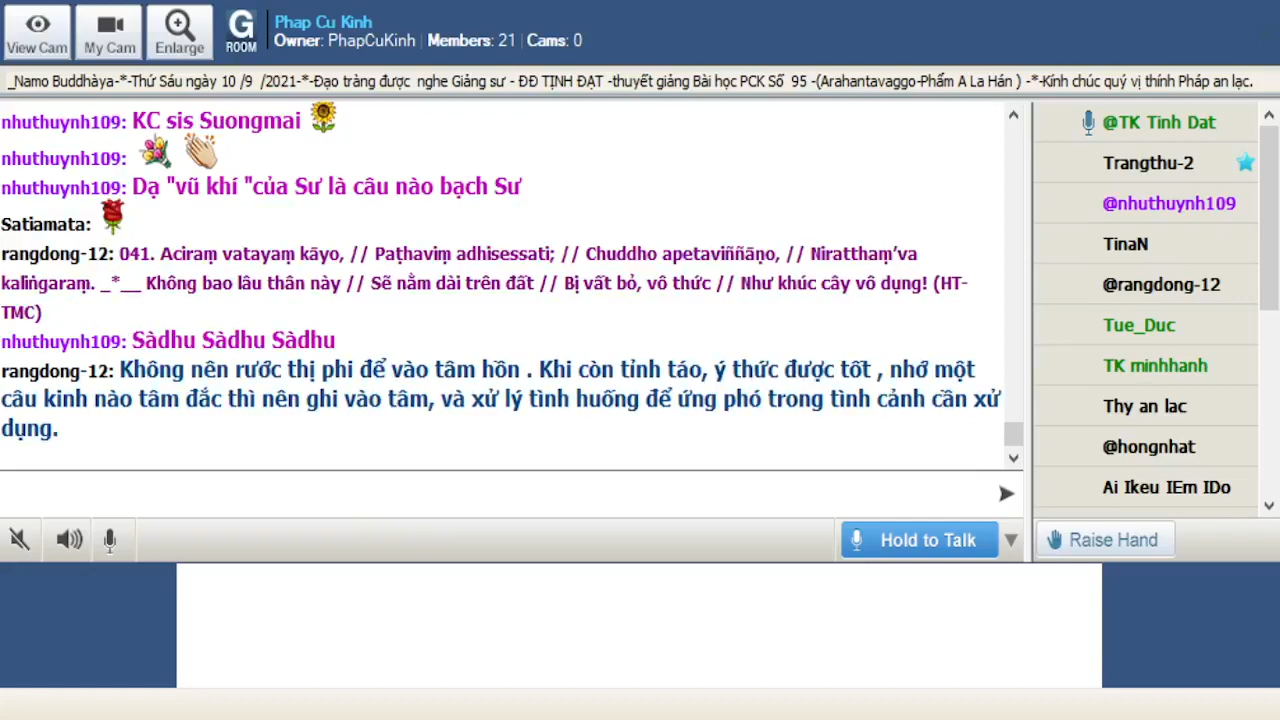 View Cam
My Cam
Enlarge
G
ROOM
Phap Cu Kinh
Owner: PhapCuKinh | Members: 21 | Cams: 0
_Namo Buddhàya-*-Thứ Sáu ngày 10 /9 /2021-*-Đạo tràng được nghe Giảng sư - ĐĐ TỊNH ĐẠT -thuyết giảng Bài học PCK Số 95 -(Arahantavaggo-Phẩm A La Hán ) -*-Kính chúc quý vị thính Pháp an lạc.
nhuthuynh109: KC sis Suongmai
nhuthuynh109:
nhuthuynh109: Dạ "vũ khí "của Sư là câu nào bạch Sư
Satiamata:
rangdong-12: 041. Aciraṃ vatayaṃ kāyo, // Paṭhaviṃ adhisessati; // Chuddho apetaviññāṇo, // Niratthaṃ’va
kaliṅgaraṃ. _*__ Không bao lâu thân này // Sẽ nằm dài trên đất // Bị vất bỏ, vô thức // Như khúc cây vô dụng! (HT-
TMC)
nhuthuynh109: Sàdhu Sàdhu Sàdhu
rangdong-12: Không nên rước thị phi để vào tâm hồn . Khi còn tỉnh táo, ý thức được tốt , nhớ một
câu kinh nào tâm đắc thì nên ghi vào tâm, và xử lý tình huống để ứng phó trong tình cảnh cần xử
dụng.
@TK Tinh Dat
Trangthu-2
@nhuthuynh109
TinaN
@rangdong-12
Tue_Duc
TK minhhanh
Thy an lac
@hongnhat
Ai Ikeu IEm IDo
Hold to Talk
Raise Hand